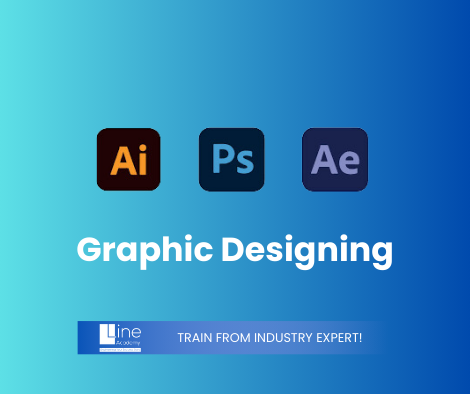 Ai
Ps
Ae
Graphic Designing
Line
Academy
TRAIN FROM INDUSTRY EXPERT!